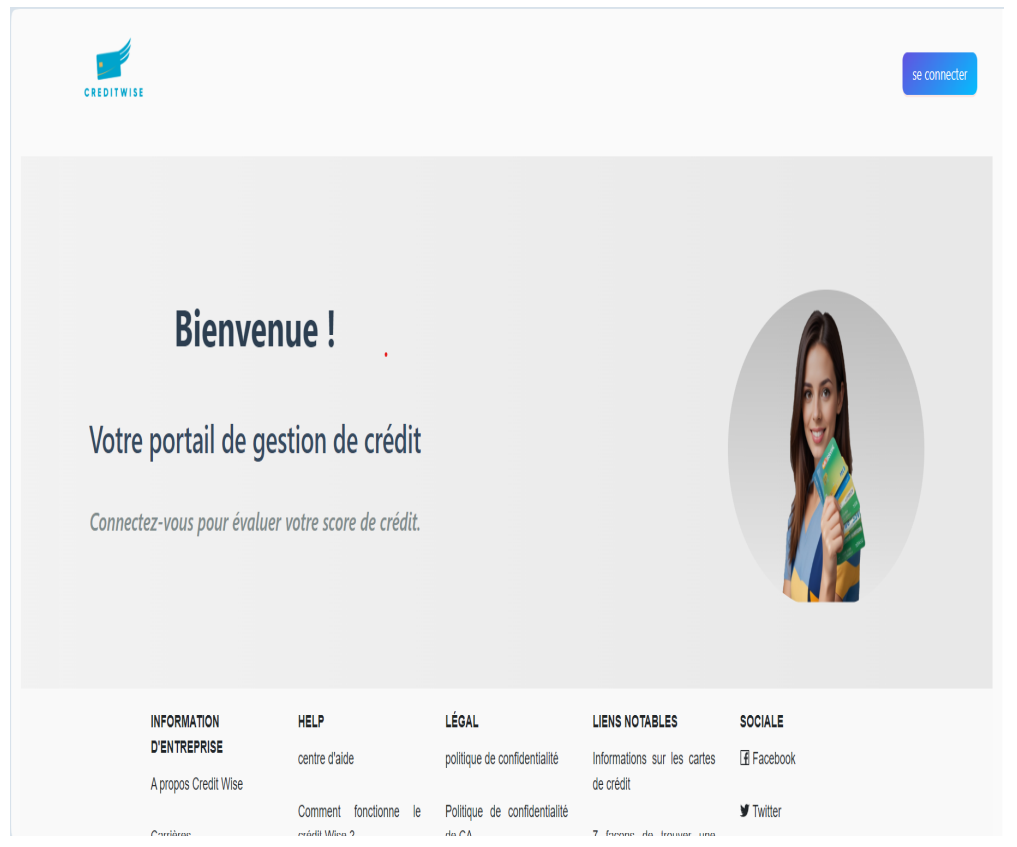 CREDITWISE
se connecter
Bienvenue !
Votre portail de gestion de crédit
Connectez-vous pour évaluer votre score de crédit.
INFORMATION
D'ENTREPRISE
A propos Credit Wise
Carrières
HELP
centre d'aide
Comment fonctionne le
crédit Wise ?
LÉGAL
politique de confidentialité
Politique de confidentialité
de CA
LIENS NOTABLES
Informations sur les cartes
de crédit
7 façons de trouver une
SOCIALE
Facebook
Twitter